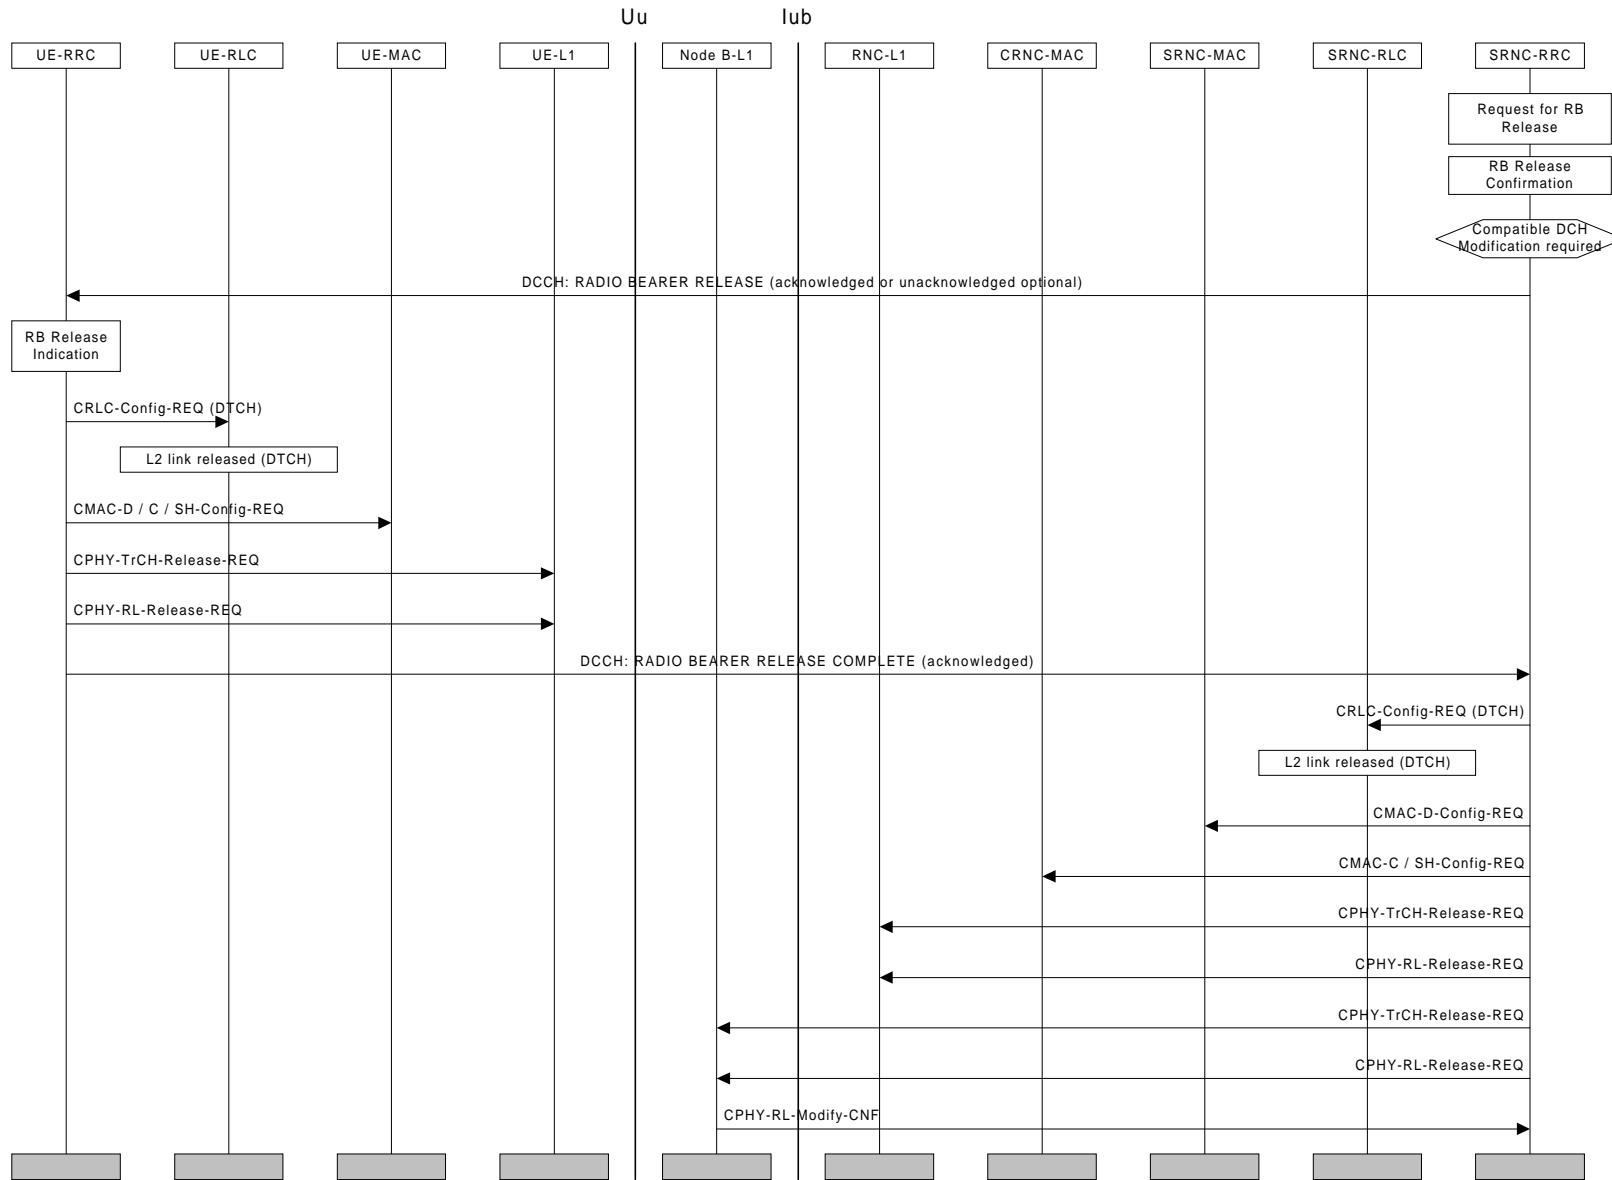 Uu
Iub
UE-RRC
UE-RLC
UE-MAC
UE-L1
Node B-L1
RNC-L1
CRNC-MAC
SRNC-MAC
SRNC-RLC
SRNC-RRC
Request for RB
Release
RB Release
Confirmation
Compatible DCH
Modification required
DCCH: RADIO BEARER RELEASE (acknowledged or unacknowledged optional)
RB Release
Indication
CRLC-Config-REQ (DTCH)
L2 link released (DTCH)
CMAC-D / C / SH-Config-REQ
CPHY-TrCH-Release-REQ
CPHY-RL-Release-REQ
DCCH: RADIO BEARER RELEASE COMPLETE (acknowledged)
CRLC-Config-REQ (DTCH)
L2 link released (DTCH)
CMAC-D-Config-REQ
CMAC-C / SH-Config-REQ
CPHY-TrCH-Release-REQ
CPHY-RL-Release-REQ
CPHY-TrCH-Release-REQ
CPHY-RL-Release-REQ
CPHY-RL-Modify-CNF